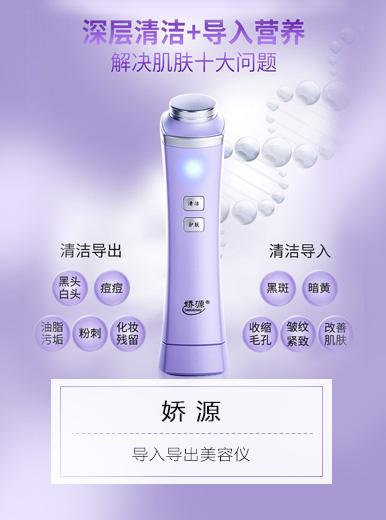 深层清洁+导入营养
解决肌肤十大问题
清洁
护肤
清洁导出
清洁导入
黑头
白头
痘痘
黑斑
暗黄
油脂
污垢
粉刺
化妆
残留
收缩
毛孔
皱纹
紧致
改善
肌肤
娇源®
娇源
导入导出美容仪